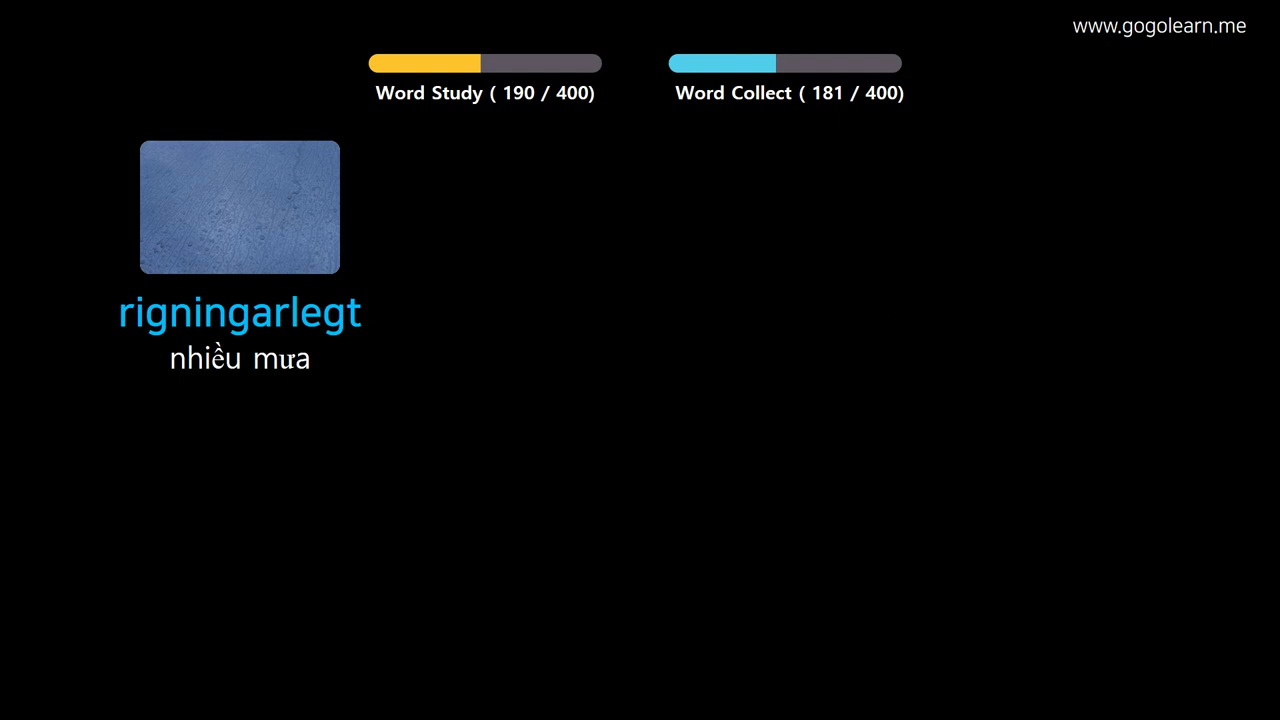 www.gogolearn.me
Word Study ( 190 / 400)
Word Collect ( 181 / 400)
rigningarlegt
nhiều mưa